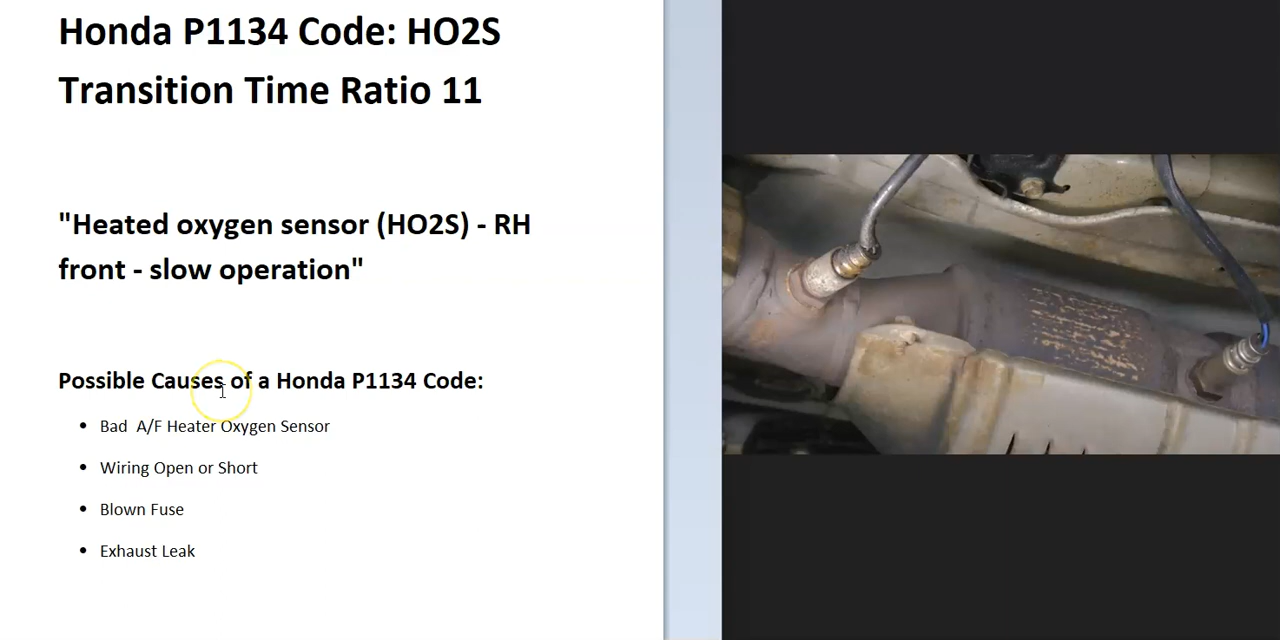 Honda P1134 Code: HO2S
Transition Time Ratio 11
"Heated oxygen sensor (HO2S) - RH
front - slow operation"
Possible Causes of a Honda P1134 Code:
Bad  A/F Heater Oxygen Sensor
Wiring Open or Short
Blown Fuse
Exhaust Leak